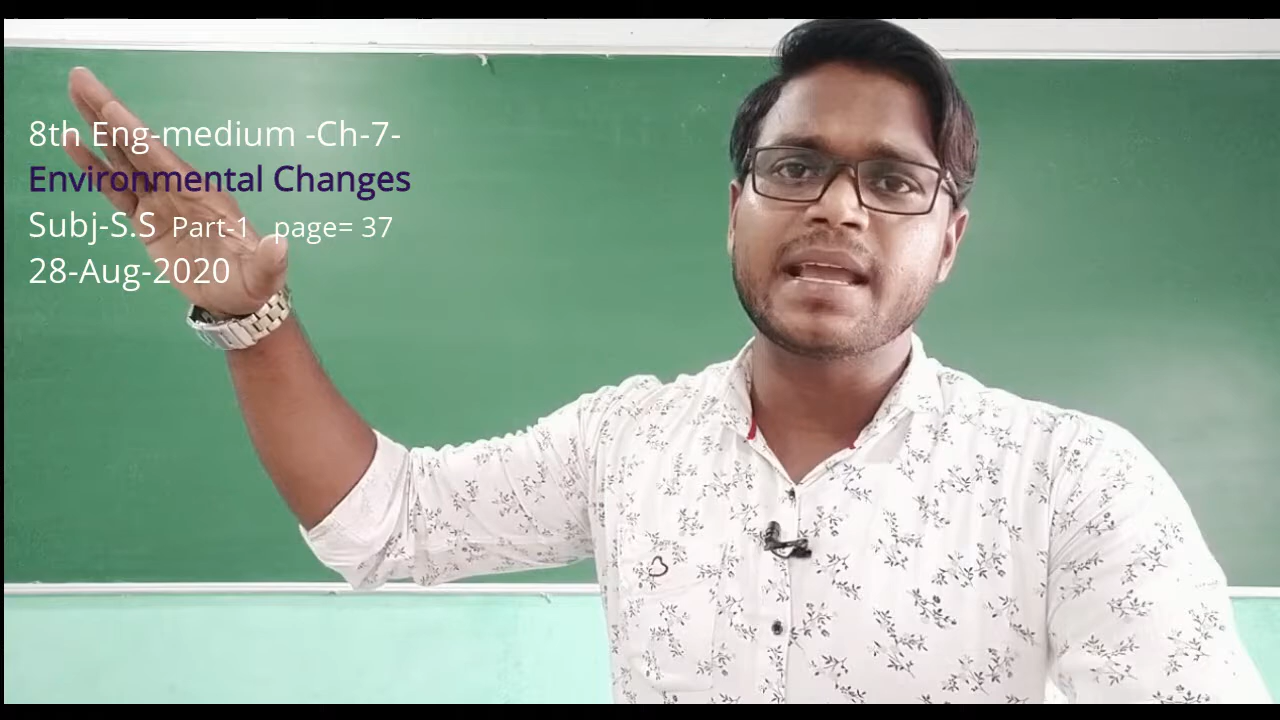 8th Eng-medium -Ch-7-
Environmental Changes
Subj-S.S Part-1 page= 37
28-Aug-2020